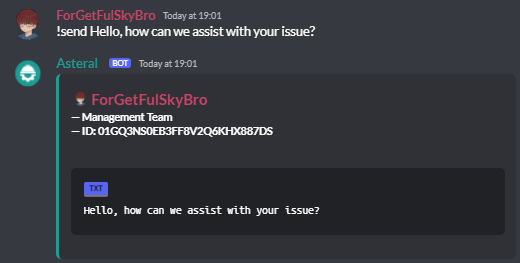 ForGetFulSkyBro Today at 19:01
!send Hello, how can we assist with your issue?
Asteral BOT Today at 19:01
ForGetFulSkyBro
— Management Team
— ID: 01GQ3NS0EB3FF8V2Q6KHX887DS
TXT
Hello, how can we assist with your issue?